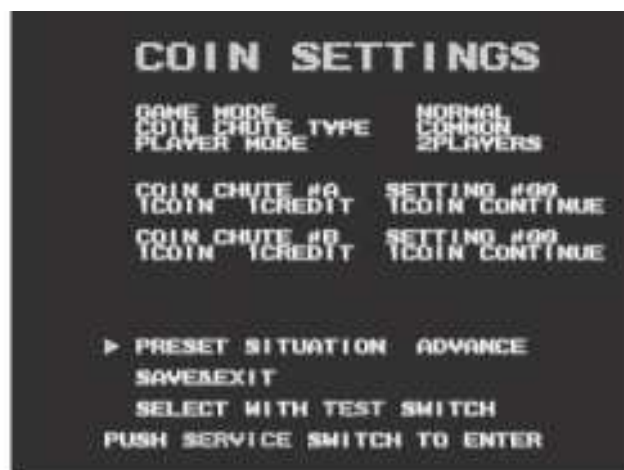 COIN SETTINGS
GAME MODE NORMAL
COIN CHUTE TYPE COMMON
PLAYER MODE 2PLAYERS
COIN CHUTE #A SETTING #00
1COIN 1CREDIT 1COIN CONTINUE
COIN CHUTE #B SETTING #00
1COIN 1CREDIT 1COIN CONTINUE
▶ PRESET SITUATION ADVANCE
SAVE&EXIT
SELECT WITH TEST SWITCH
PUSH SERVICE SWITCH TO ENTER